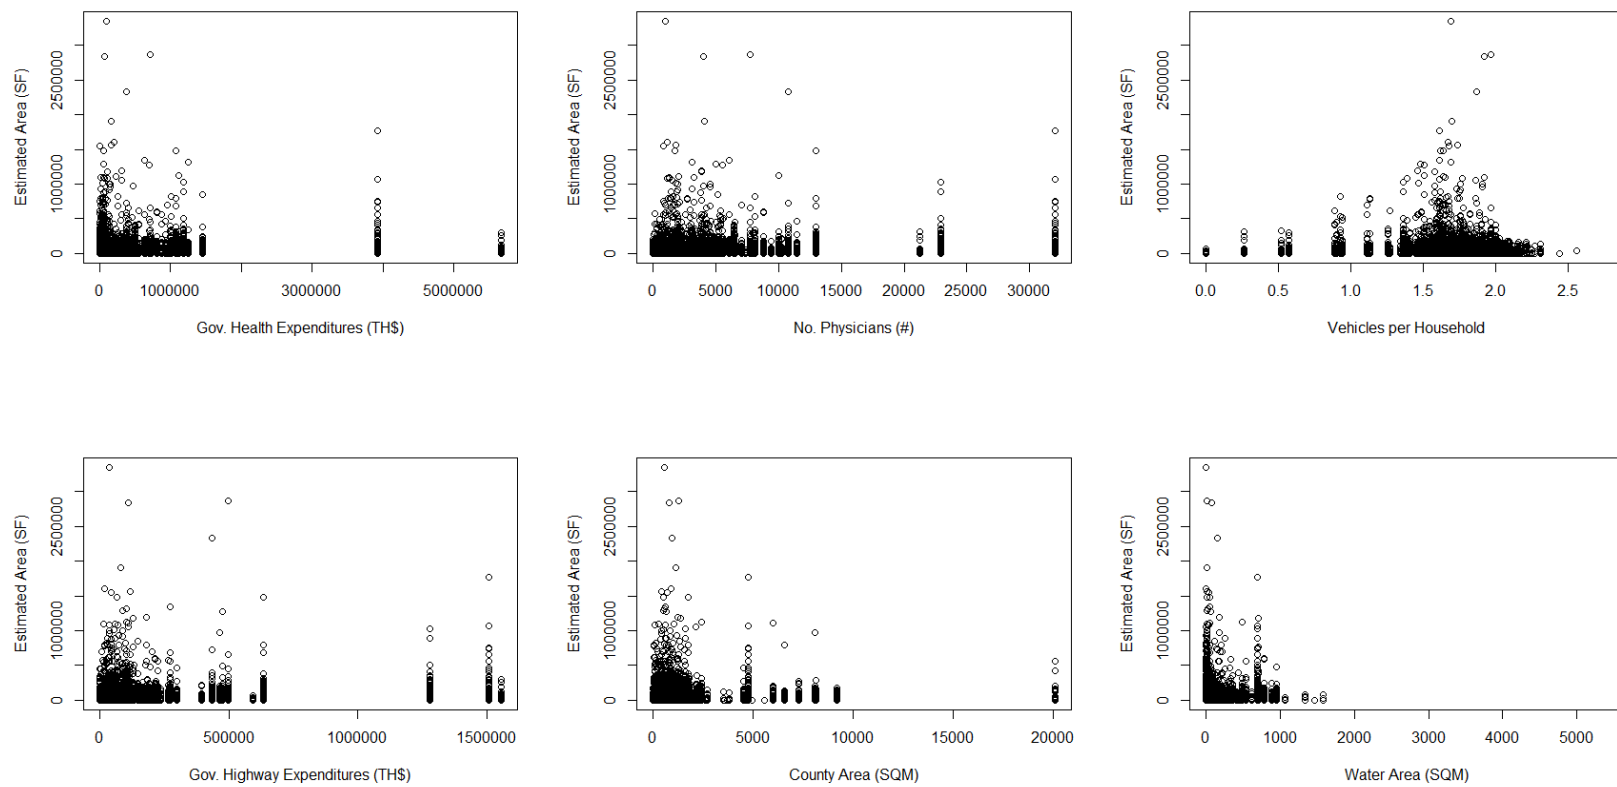 Estimated Area (SF)
0 1000000 2500000
0 1000000 3000000 5000000
Gov. Health Expenditures (TH$)
Estimated Area (SF)
0 1000000 2500000
0 5000 10000 15000 20000 25000 30000
No. Physicians (#)
Estimated Area (SF)
0 1000000 2500000
0.0 0.5 1.0 1.5 2.0 2.5
Vehicles per Household
Estimated Area (SF)
0 1000000 2500000
0 500000 1000000 1500000
Gov. Highway Expenditures (TH$)
Estimated Area (SF)
0 1000000 2500000
0 5000 10000 15000 20000
County Area (SQM)
Estimated Area (SF)
0 1000000 2500000
0 1000 2000 3000 4000 5000
Water Area (SQM)